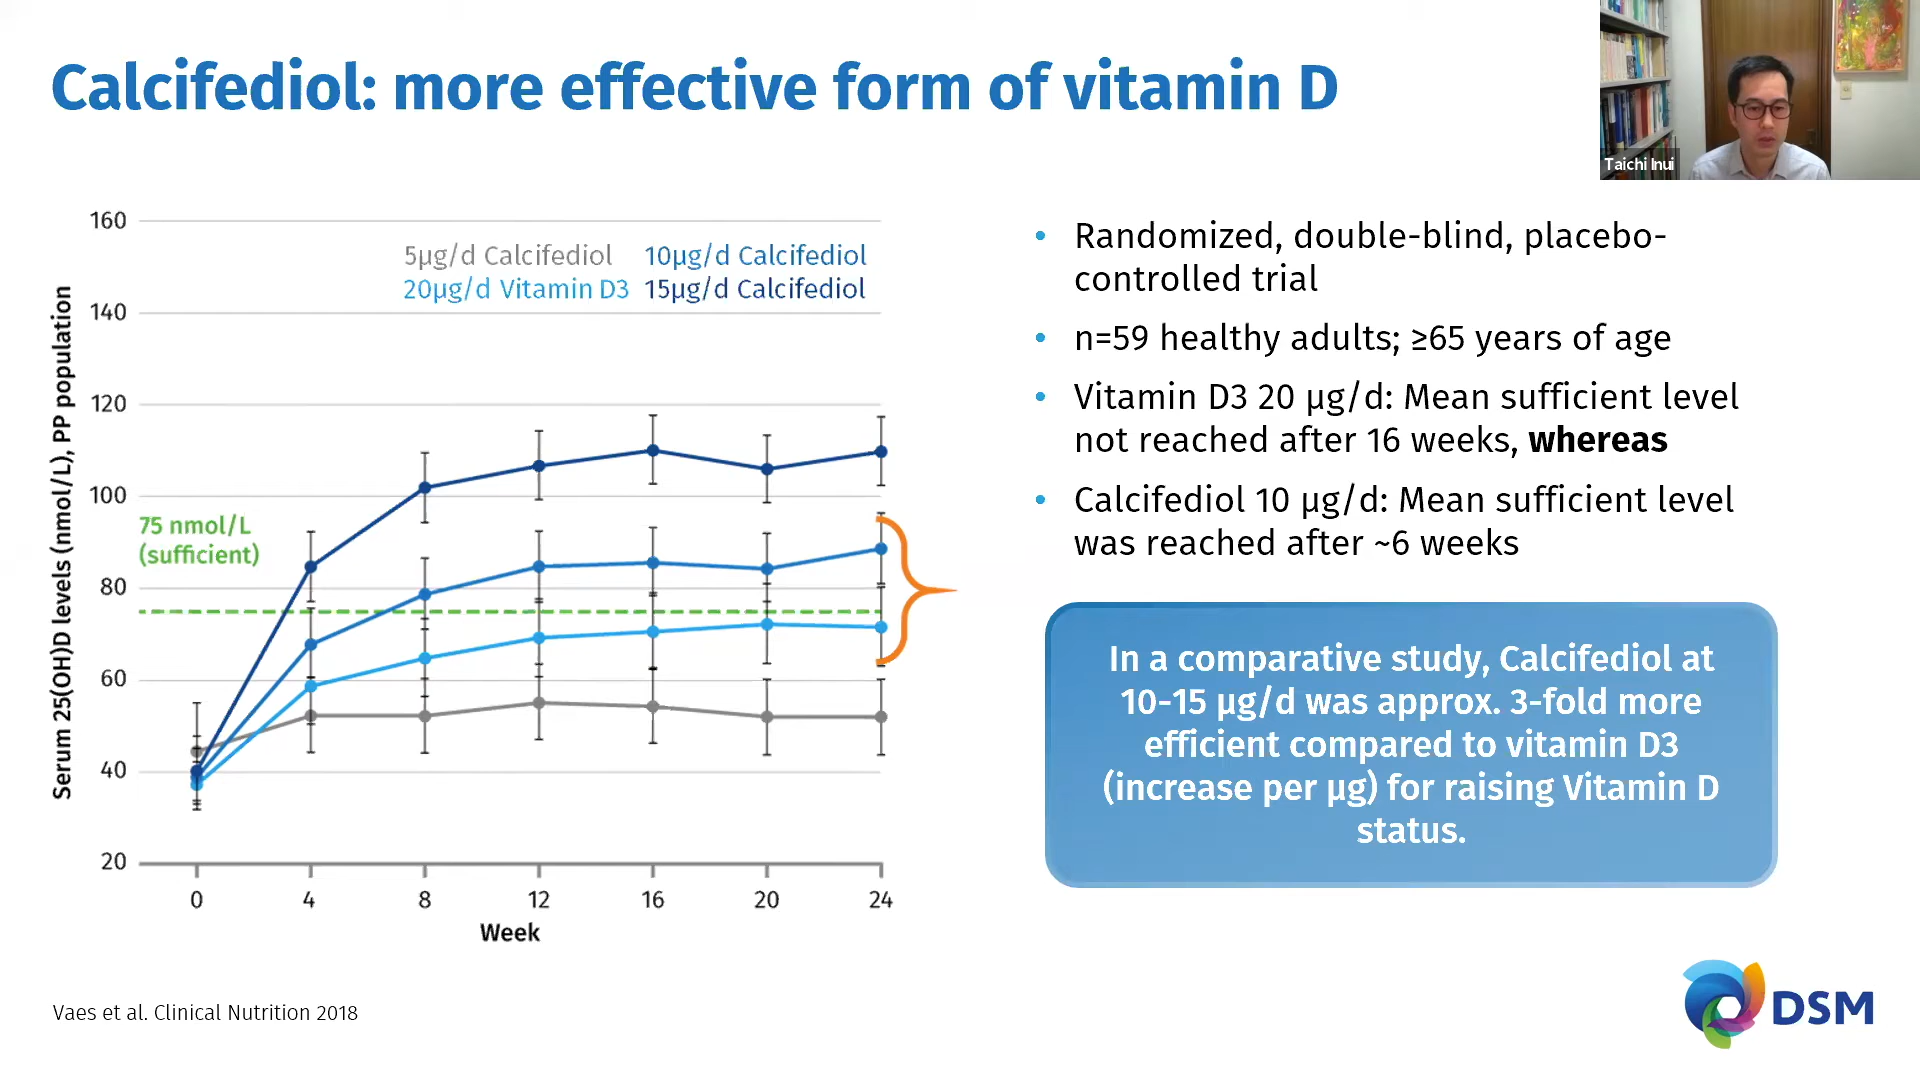 Calcifediol: more effective form of vitamin D
Taichi Inui
Serum 25(OH)D levels (nmol/L), PP population
160
140
120
100
80
60
40
20
5µg/d Calcifediol 10µg/d Calcifediol
20µg/d Vitamin D3 15µg/d Calcifediol
75 nmol/L
(sufficient)
0 4 8 12 16 20 24
Week
• Randomized, double-blind, placebo-
controlled trial
• n=59 healthy adults; ≥65 years of age
• Vitamin D3 20 µg/d: Mean sufficient level
not reached after 16 weeks, whereas
• Calcifediol 10 µg/d: Mean sufficient level
was reached after ~6 weeks
In a comparative study, Calcifediol at
10-15 µg/d was approx. 3-fold more
efficient compared to vitamin D3
(increase per µg) for raising Vitamin D
status.
Vaes et al. Clinical Nutrition 2018
DSM